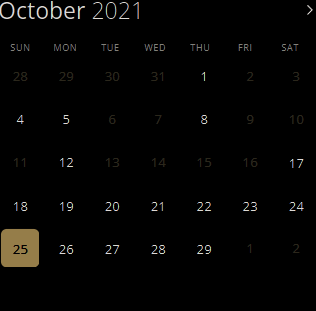 October 2021
SUN MON TUE WED THU FRI SAT
28 29 30 31 1 2 3
4 5 6 7 8 9 10
11 12 13 14 15 16 17
18 19 20 21 22 23 24
25 26 27 28 29 1 2